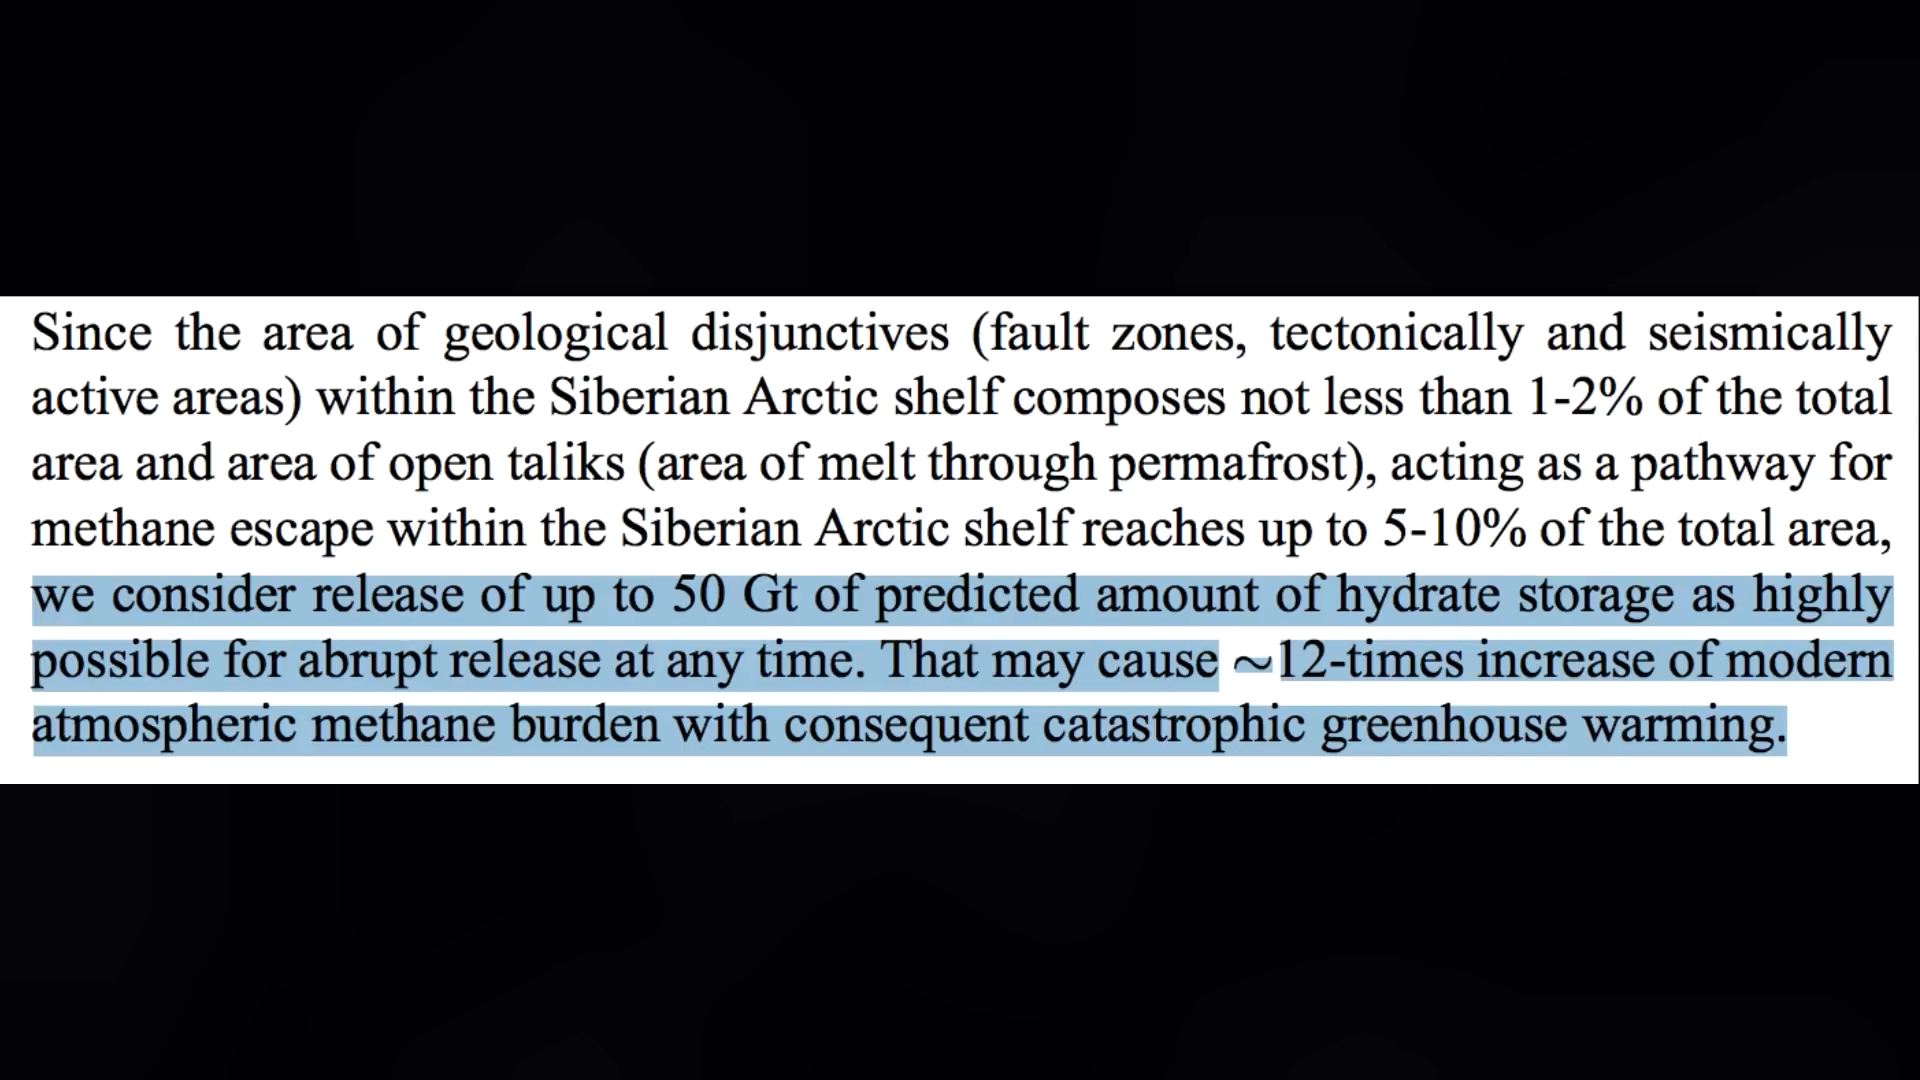 Since the area of geological disjunctives (fault zones, tectonically and seismically
active areas) within the Siberian Arctic shelf composes not less than 1-2% of the total
area and area of open taliks (area of melt through permafrost), acting as a pathway for
methane escape within the Siberian Arctic shelf reaches up to 5-10% of the total area,
we consider release of up to 50 Gt of predicted amount of hydrate storage as highly
possible for abrupt release at any time. That may cause ~12-times increase of modern
atmospheric methane burden with consequent catastrophic greenhouse warming.